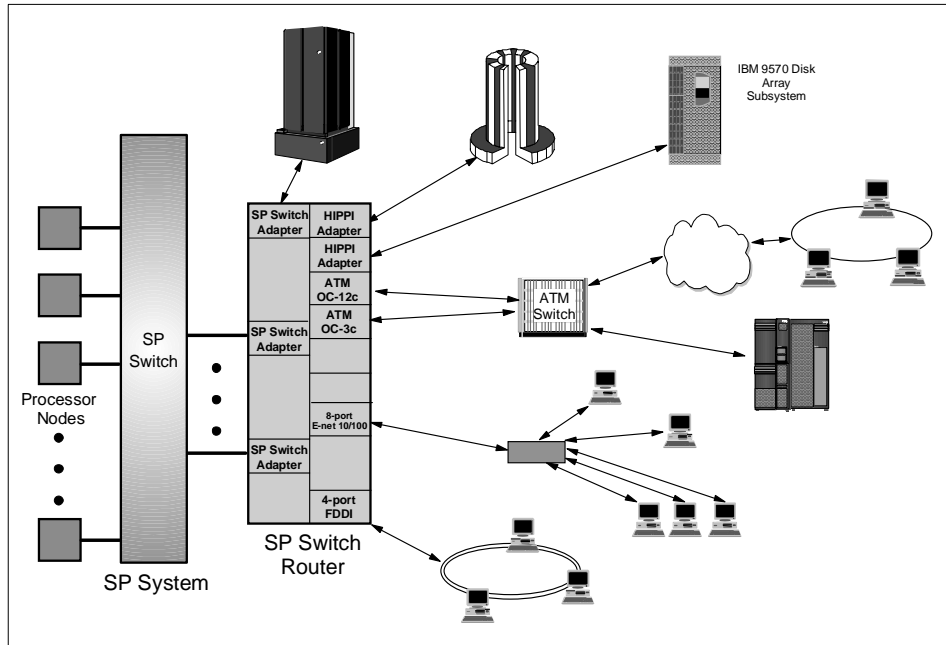 IBM 9570 Disk
Array
Subsystem
SP Switch
Adapter
HIPPI
Adapter
HIPPI
Adapter
ATM
OC-12c
ATM
OC-3c
SP Switch
Adapter
8-port
E-net 10/100
SP Switch
Adapter
4-port
FDDI
ATM
Switch
SP
Switch
Processor
Nodes
SP System
SP Switch
Router